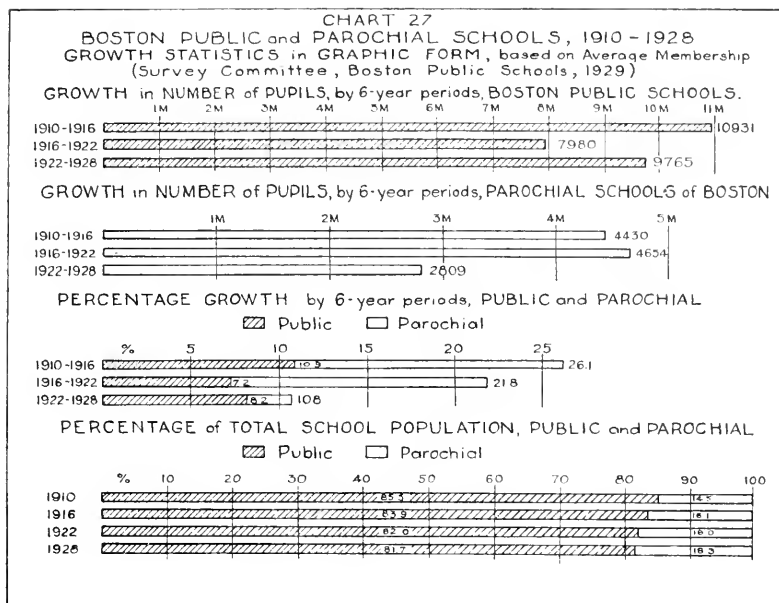 CHART 27
BOSTON PUBLIC and PAROCHIAL SCHOOLS, 1910-1928
GROWTH STATISTICS in GRAPHIC FORM, based on Average Membership
(Survey Committee, Boston Public Schools, 1929)
GROWTH in NUMBER of PUPILS, by 6-year periods, BOSTON PUBLIC SCHOOLS.
1M 2M 3M 4M 5M 6M 7M 8M 9M 10M 11M
1910-1916 10931
1916-1922 7980
1922-1928 9765
GROWTH in NUMBER of PUPILS, by 6-year periods, PAROCHIAL SCHOOLS of BOSTON
1M 2M 3M 4M 5M
1910-1916 4430
1916-1922 4654
1922-1928 2809
PERCENTAGE GROWTH by 6-year periods, PUBLIC and PAROCHIAL
Public Parochial
% 5 10 15 20 25
1910-1916 10.9 26.1
1916-1922 7.2 21.8
1922-1928 8.2 10.8
PERCENTAGE of TOTAL SCHOOL POPULATION, PUBLIC and PAROCHIAL
Public Parochial
% 10 20 30 40 50 60 70 80 90 100
1910 85.5 14.5
1916 83.9 16.1
1922 82.0 18.0
1928 81.7 18.3